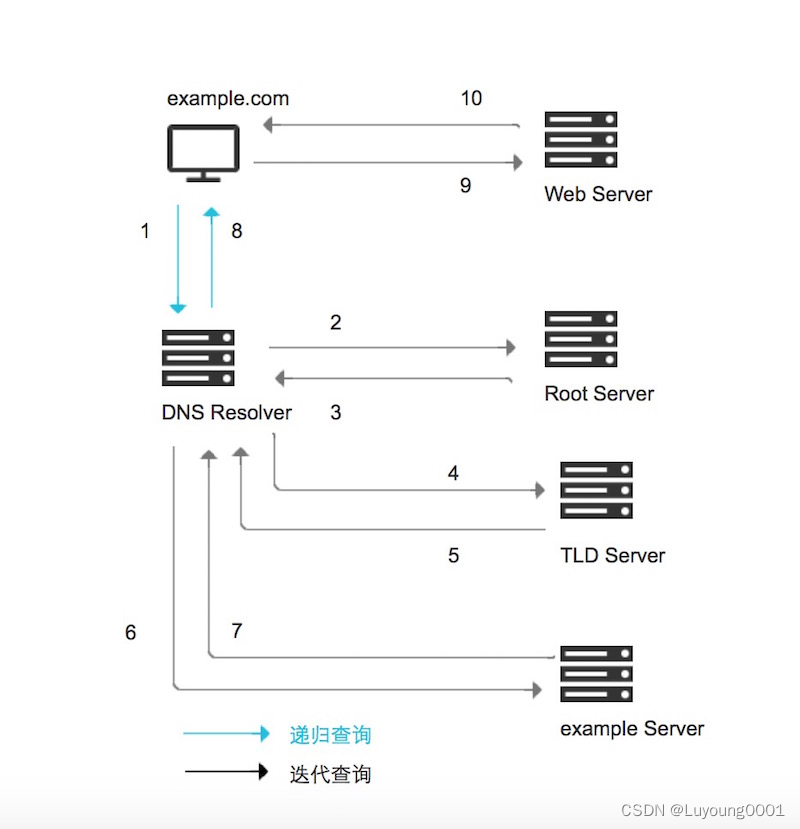 example.com
10
9
Web Server
1
8
2
Root Server
DNS Resolver
3
4
5
TLD Server
6
7
example Server
递归查询
迭代查询
CSDN @Luyoung0001